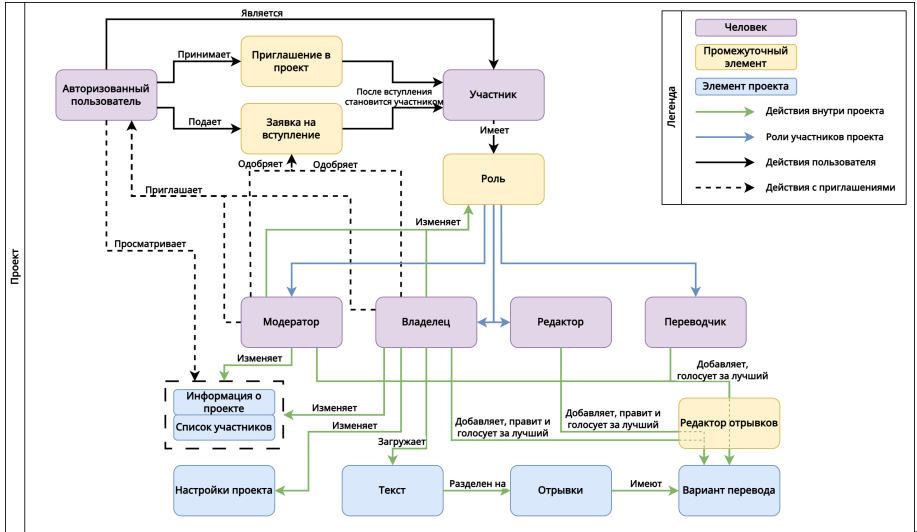 Проект
Является
Авторизованный
пользователь
Принимает
Приглашение в
проект
Подает
Заявка на
вступление
После вступления
становится участником
Участник
Имеет
Роль
Одобряет
Одобряет
Приглашает
Изменяет
Просматривает
Модератор
Владелец
Редактор
Переводчик
Изменяет
Добавляет,
голосует за лучший
Информация о
проекте
Список участников
Изменяет
Изменяет
Добавляет, правит и
голосует за лучший
Добавляет, правит и
голосует за лучший
Редактор отрывков
Загружает
Настройки проекта
Текст
Разделен на
Отрывки
Имеют
Вариант перевода
Легенда
Человек
Промежуточный
элемент
Элемент проекта
Действия внутри проекта
Роли участников проекта
Действия пользователя
Действия с приглашениями